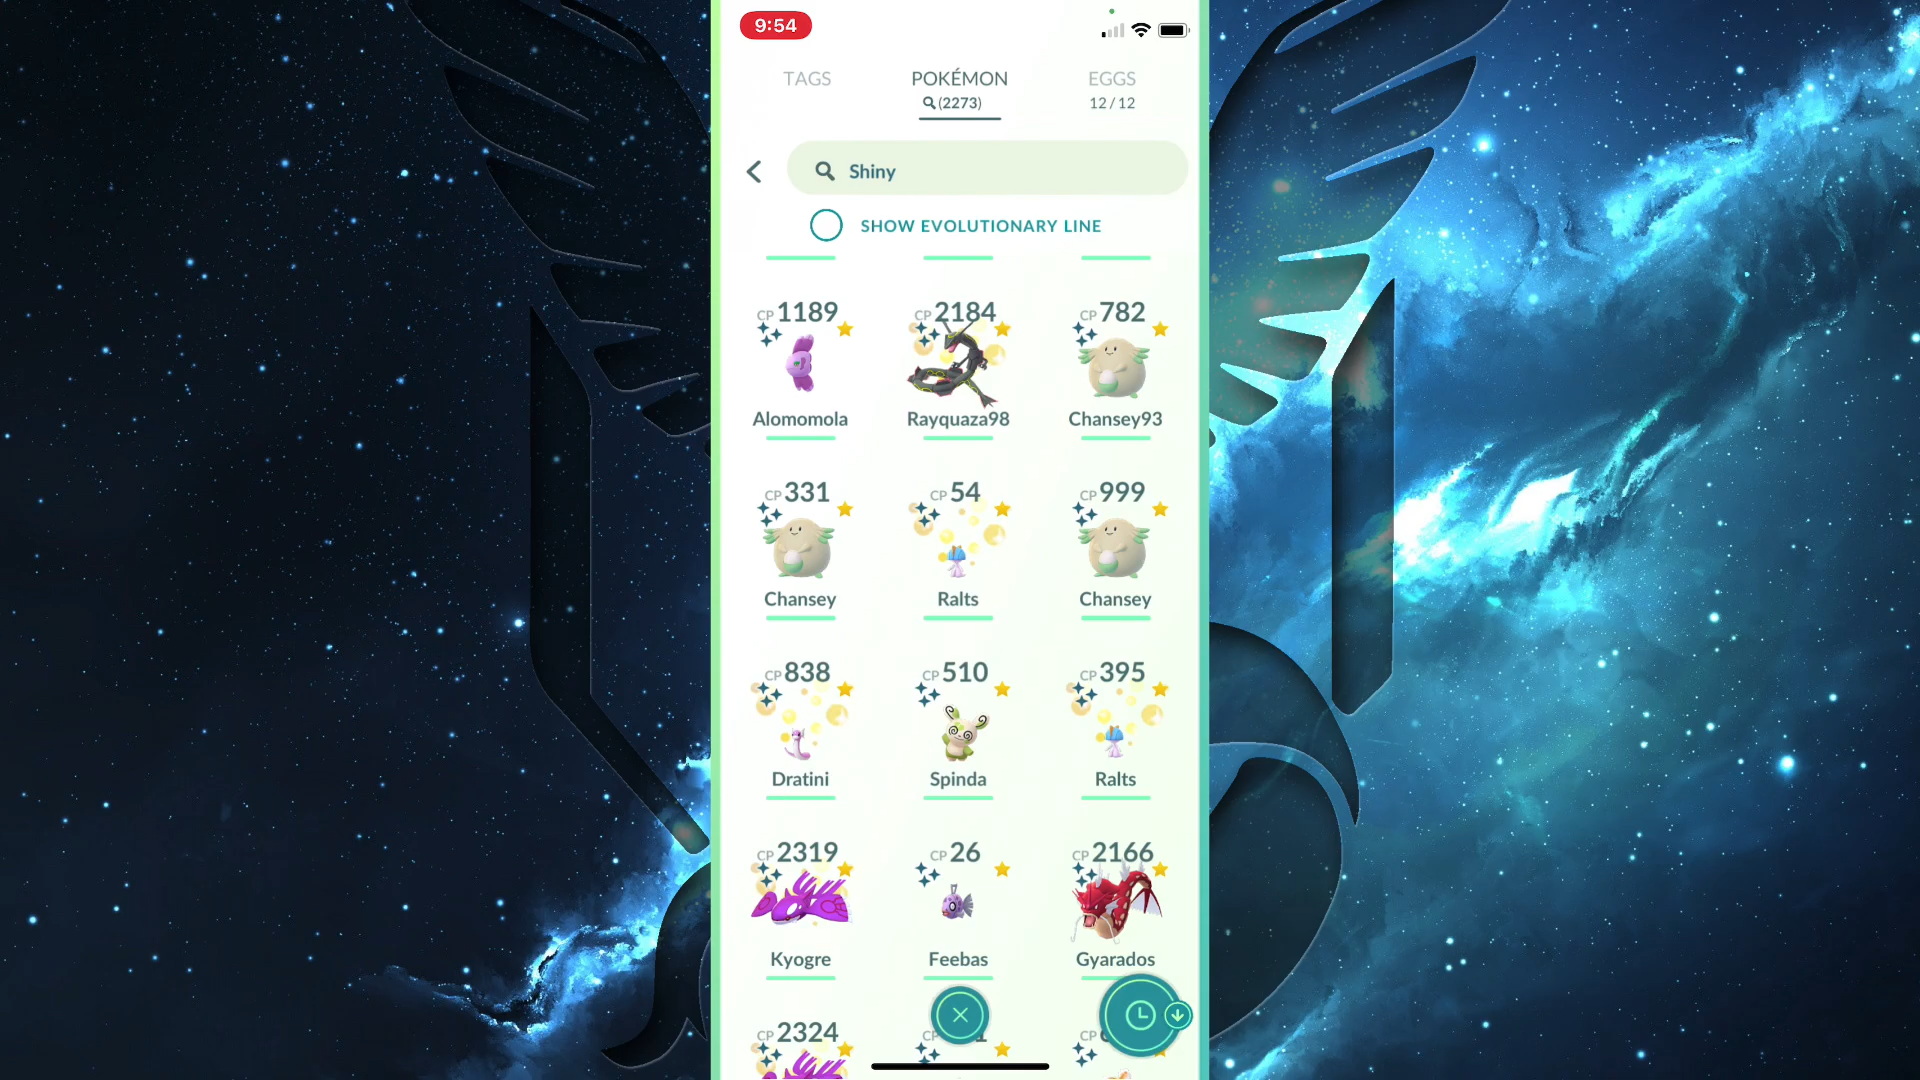 9:54
TAGS POKÉMON EGGS
(2273) 12 / 12
Shiny
SHOW EVOLUTIONARY LINE
CP 1189 CP 2184 CP 782
Alomomola Rayquaza98 Chansey93
CP 331 CP 54 CP 999
Chansey Ralts Chansey
CP 838 CP 510 CP 395
Dratini Spinda Ralts
CP 2319 CP 26 CP 2166
Kyogre Feebas Gyarados
CP 2324 CP CP